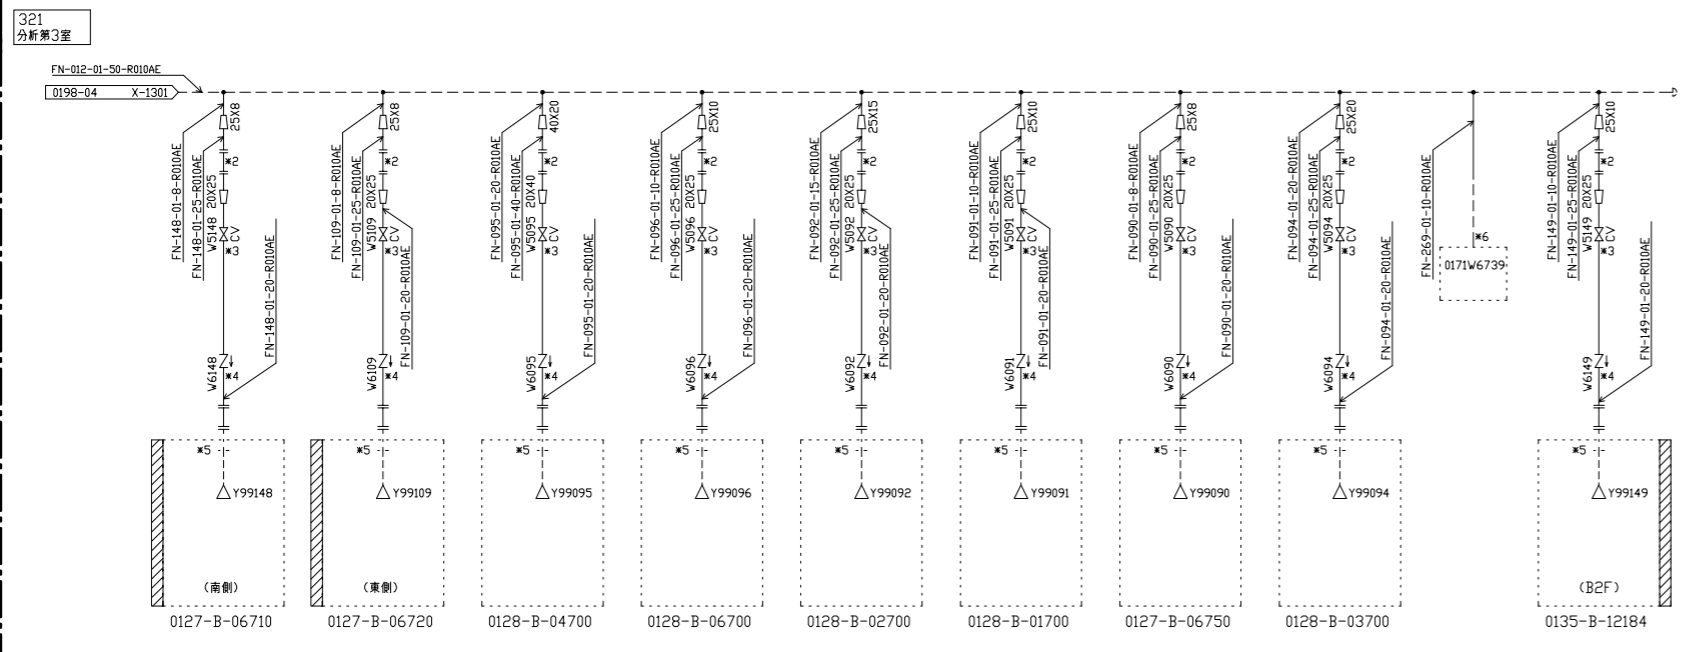 321
分析第3室
FN-012-01-50-R010AE
0198-04 X-1301
FN-148-01-8-R010AE
FN-148-01-25-R010AE
25X8
※2
W5148 20X25
CV
※3
FN-148-01-20-R010AE
W6148
※4
※5
Y99148
(南側)
0127-B-06710
FN-109-01-8-R010AE
FN-109-01-25-R010AE
25X8
※2
W5109 20X25
CV
※3
FN-109-01-20-R010AE
W6109
※4
※5
Y99109
(東側)
0127-B-06720
FN-095-01-20-R010AE
FN-095-01-40-R010AE
40X20
※2
W5095 20X40
CV
※3
FN-095-01-20-R010AE
W6095
※4
※5
Y99095
0128-B-04700
FN-096-01-10-R010AE
FN-096-01-25-R010AE
25X10
※2
W5096 20X25
CV
※3
FN-096-01-20-R010AE
W6096
※4
※5
Y99096
0128-B-06700
FN-092-01-15-R010AE
FN-092-01-25-R010AE
25X15
※2
W5092 20X25
CV
※3
FN-092-01-20-R010AE
W6092
※4
※5
Y99092
0128-B-02700
FN-091-01-10-R010AE
FN-091-01-25-R010AE
25X10
※2
W5091 20X25
CV
※3
FN-091-01-20-R010AE
W6091
※4
※5
Y99091
0128-B-01700
FN-090-01-8-R010AE
FN-090-01-25-R010AE
25X8
※2
W5090 20X25
CV
※3
FN-090-01-20-R010AE
W6090
※4
※5
Y99090
0127-B-06750
FN-094-01-20-R010AE
FN-094-01-25-R010AE
25X20
※2
W5094 20X25
CV
※3
FN-094-01-20-R010AE
W6094
※4
※5
Y99094
0128-B-03700
FN-269-01-10-R010AE
※6
0171W6739
FN-149-01-10-R010AE
FN-149-01-25-R010AE
25X10
※2
W5149 20X25
CV
※3
FN-149-01-20-R010AE
W6149
※4
※5
Y99149
(B2F)
0135-B-12184